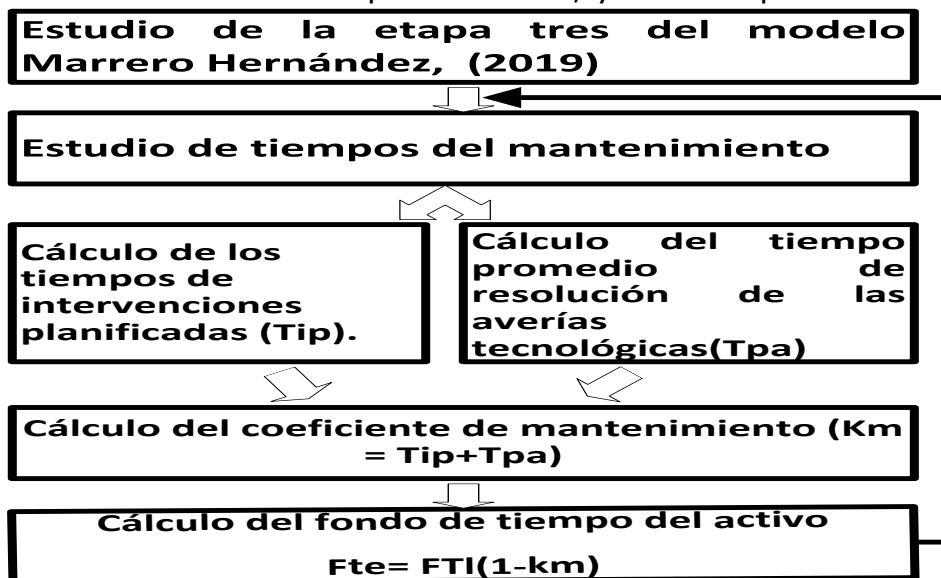 Estudio de la etapa tres del modelo
Marrero Hernández, (2019)
Estudio de tiempos del mantenimiento
Cálculo de los
tiempos de
intervenciones
planificadas (Tip).
Cálculo del tiempo
promedio de
resolución de las
averías
tecnológicas(Tpa)
Cálculo del coeficiente de mantenimiento (Km
= Tip+Tpa)
Cálculo del fondo de tiempo del activo
Fte= FTl(1-km)